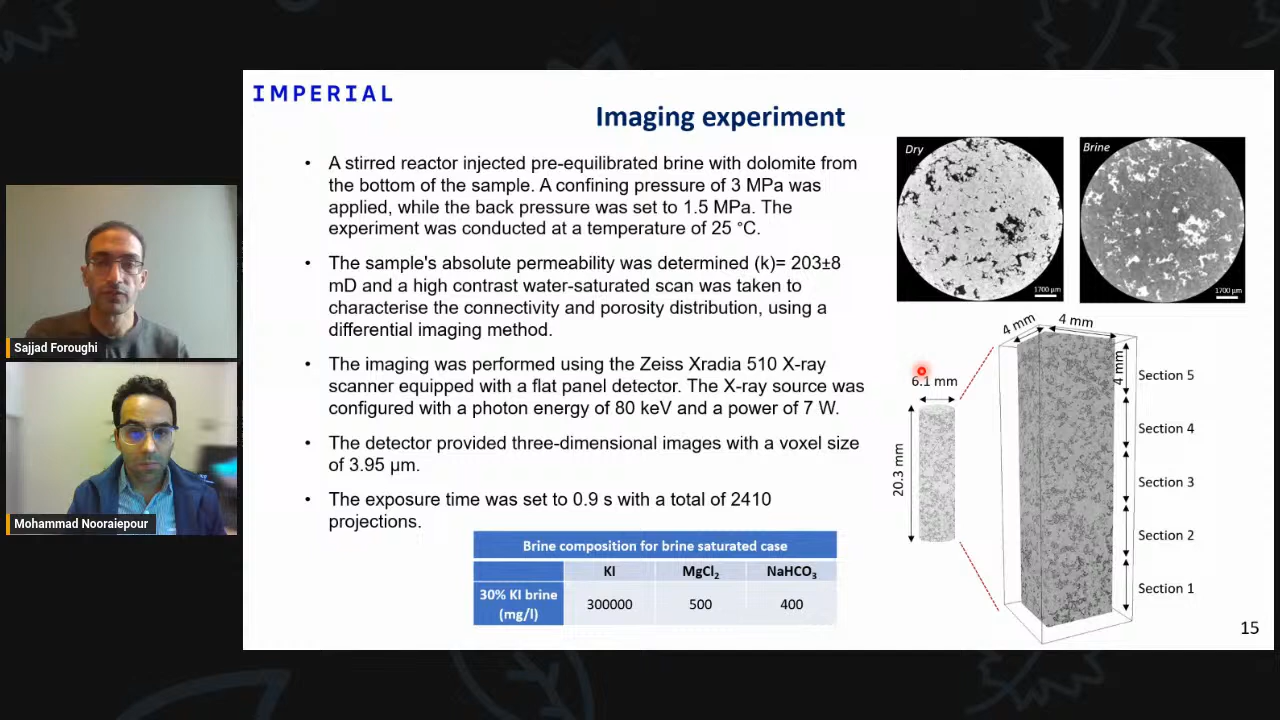 IMPERIAL
Imaging experiment
• A stirred reactor injected pre-equilibrated brine with dolomite from
the bottom of the sample. A confining pressure of 3 MPa was
applied, while the back pressure was set to 1.5 MPa. The
experiment was conducted at a temperature of 25 °C.
• The sample's absolute permeability was determined (k)= 203±8
mD and a high contrast water-saturated scan was taken to
characterise the connectivity and porosity distribution, using a
differential imaging method.
• The imaging was performed using the Zeiss Xradia 510 X-ray
scanner equipped with a flat panel detector. The X-ray source was
configured with a photon energy of 80 keV and a power of 7 W.
• The detector provided three-dimensional images with a voxel size
of 3.95 µm.
• The exposure time was set to 0.9 s with a total of 2410
projections.
Brine composition for brine saturated case
KI MgCl₂ NaHCO₃
30% KI brine
(mg/l)
300000 500 400
Dry
1700 µm
Brine
1700 µm
6.1 mm
20.3 mm
4 mm
4 mm
4 mm
Section 5
Section 4
Section 3
Section 2
Section 1
15
Sajjad Foroughi
Mohammad Nooraiepour